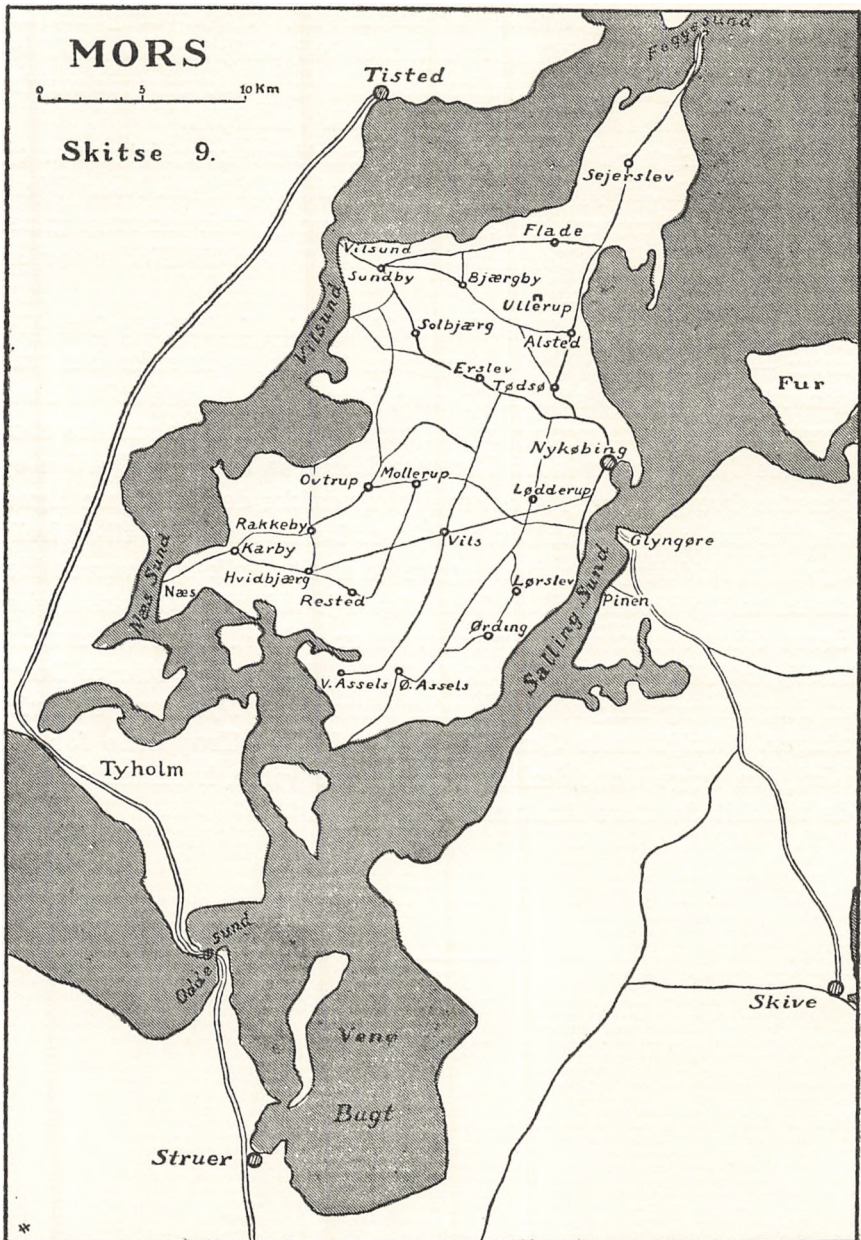 MORS
0 5 10 Km
Skitse 9.
Tisted
Feggesund
Sejerslev
Flade
Vilsund
Sundby
Bjærgby
Ullerup
Vilsund
Solbjærg
Alsted
Erslev
Tødsø
Fur
Nykøbing
Ovtrup
Mollerup
Lødderup
Rakkeby
Vils
Glyngøre
Karby
Næs Sund
Næs
Hvidbjærg
Rested
Lørslev
Pinen
Ørding
Salling Sund
V. Assels
Ø. Assels
Tyholm
Oddesund
Venø
Bugt
Skive
Struer
*